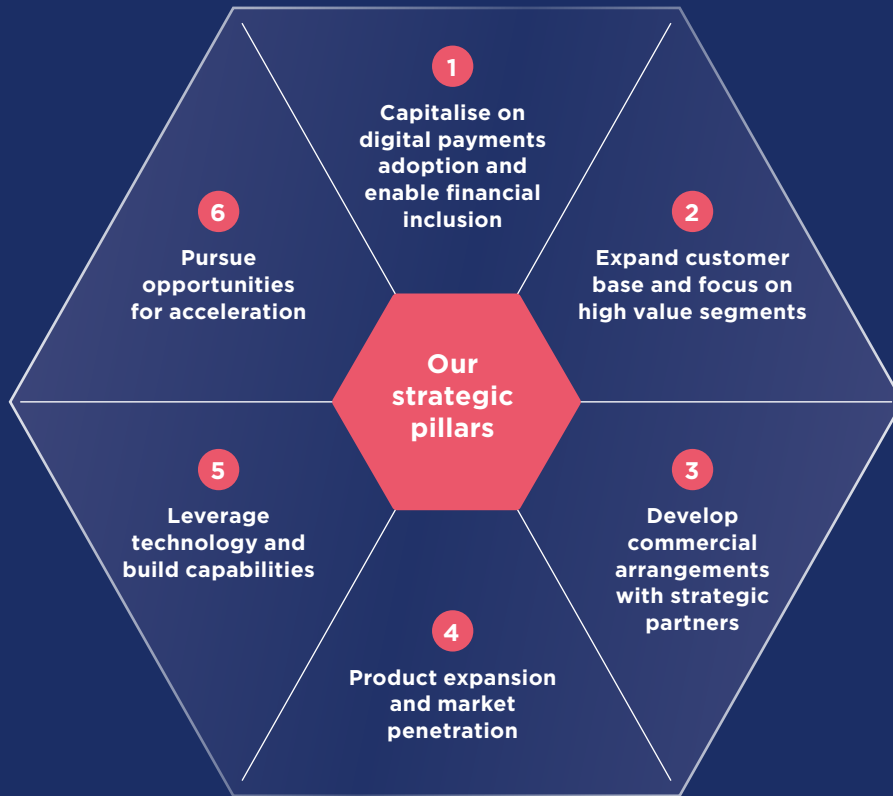 1
Capitalise on
digital payments
adoption and
enable financial
inclusion
2
Expand customer
base and focus on
high value segments
3
Develop
commercial
arrangements
with strategic
partners
4
Product expansion
and market
penetration
5
Leverage
technology and
build capabilities
6
Pursue
opportunities
for acceleration
Our
strategic
pillars